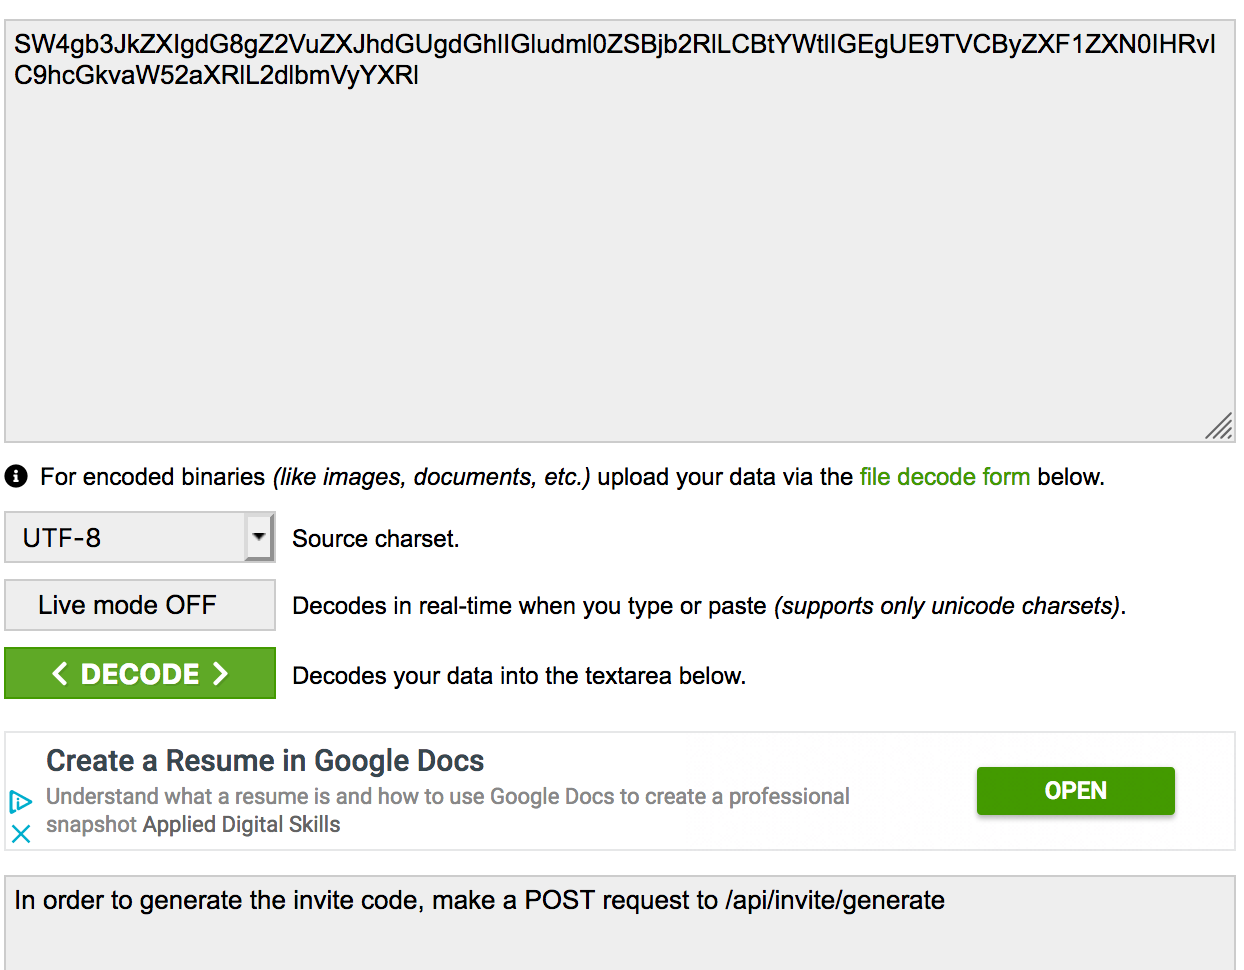 SW4gb3JkZXIgdG8gZ2VuZXJhdGUgdGhlIGludml0ZSBjb2RlLCBtYWtlIGEgUE9TVCByZXF1ZXN0IHRvI
C9hcGkvaW52aXRlL2dlbmVyYXRl
For encoded binaries (like images, documents, etc.) upload your data via the file decode form below.
UTF-8 Source charset.
Live mode OFF Decodes in real-time when you type or paste (supports only unicode charsets).
< DECODE > Decodes your data into the textarea below.
Create a Resume in Google Docs
Understand what a resume is and how to use Google Docs to create a professional
snapshot Applied Digital Skills
OPEN
In order to generate the invite code, make a POST request to /api/invite/generate